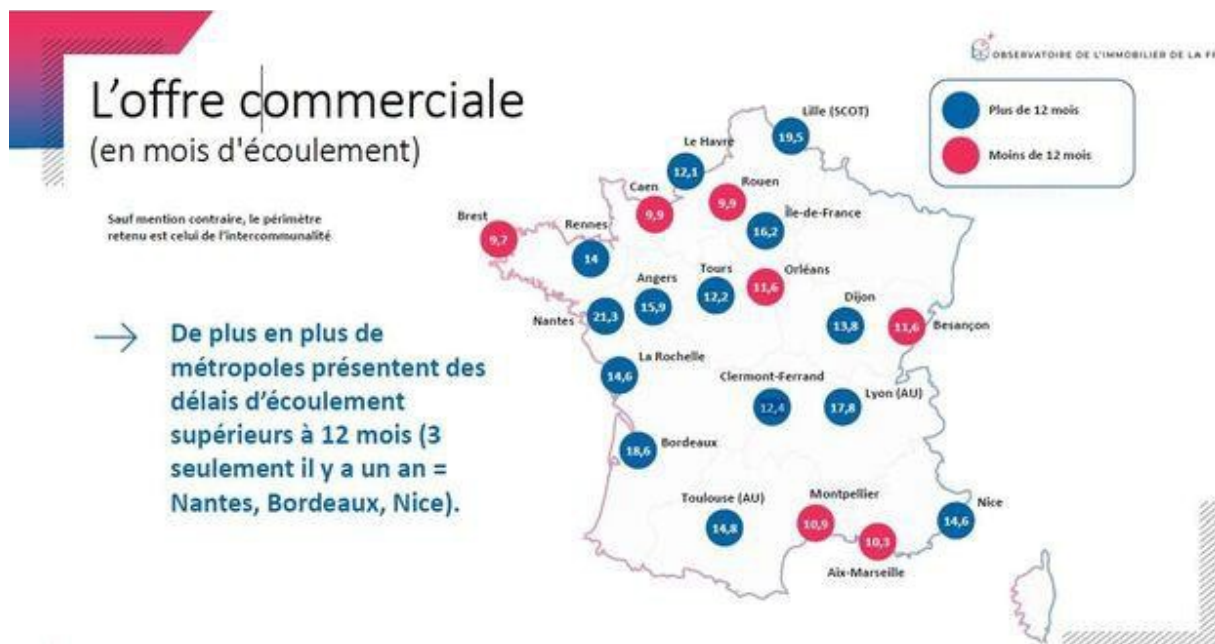 OBSERVATOIRE DE L'IMMOBILIER DE LA
L'offre commerciale
(en mois d'écoulement)
Sauf mention contraire, le périmètre
retenu est celui de l'intercommunalité
Plus de 12 mois
Moins de 12 mois
Lille (SCOT)
19,5
Le Havre
12,1
Caen
9,9
Rouen
9,9
Île-de-France
16,2
Brest
9,7
Rennes
14
Angers
15,9
Tours
12,2
Orléans
11,6
Dijon
13,8
Besançon
11,6
Nantes
21,3
La Rochelle
14,6
Clermont-Ferrand
12,4
Lyon (AU)
17,8
Bordeaux
18,6
Toulouse (AU)
14,8
Montpellier
10,9
Aix-Marseille
10,3
Nice
14,6
→ De plus en plus de
métropoles présentent des
délais d'écoulement
supérieurs à 12 mois (3
seulement il y a un an =
Nantes, Bordeaux, Nice).